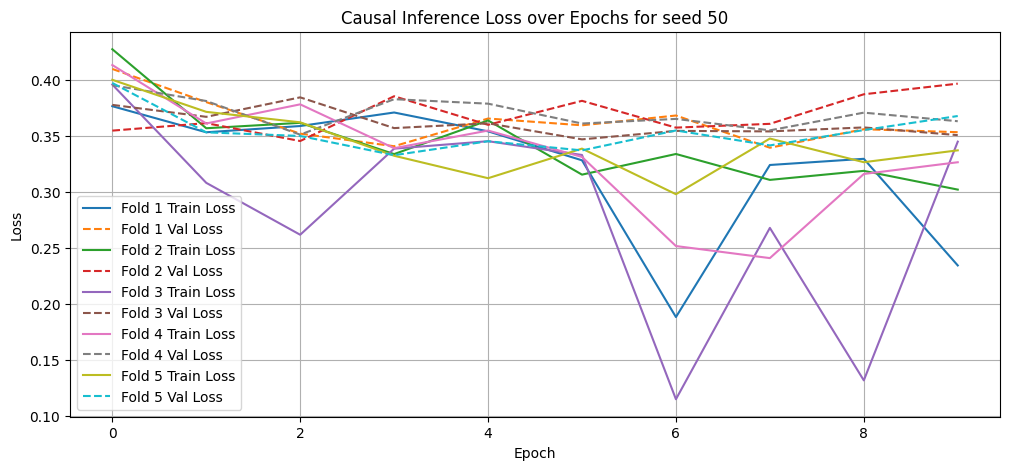 Causal Inference Loss over Epochs for seed 50
Loss
0.40
0.35
0.30
0.25
0.20
0.15
0.10
Fold 1 Train Loss
Fold 1 Val Loss
Fold 2 Train Loss
Fold 2 Val Loss
Fold 3 Train Loss
Fold 3 Val Loss
Fold 4 Train Loss
Fold 4 Val Loss
Fold 5 Train Loss
Fold 5 Val Loss
0 2 4 6 8
Epoch